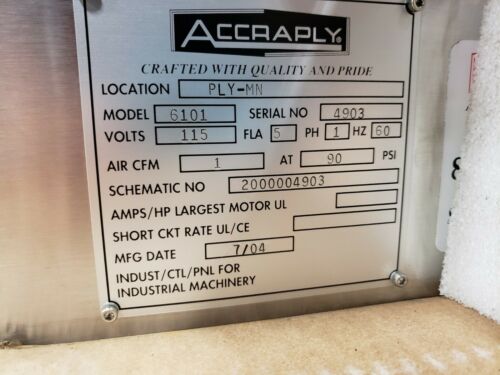 ACCRAPLY®
CRAFTED WITH QUALITY AND PRIDE
LOCATION PLY-MN
MODEL 6101 SERIAL NO 4903
VOLTS 115 FLA 5 PH 1 HZ 60
AIR CFM 1 AT 90 PSI
SCHEMATIC NO 2000004903
AMPS/HP LARGEST MOTOR UL
SHORT CKT RATE UL/CE
MFG DATE 7/04
INDUST/CTL/PNL FOR
INDUSTRIAL MACHINERY